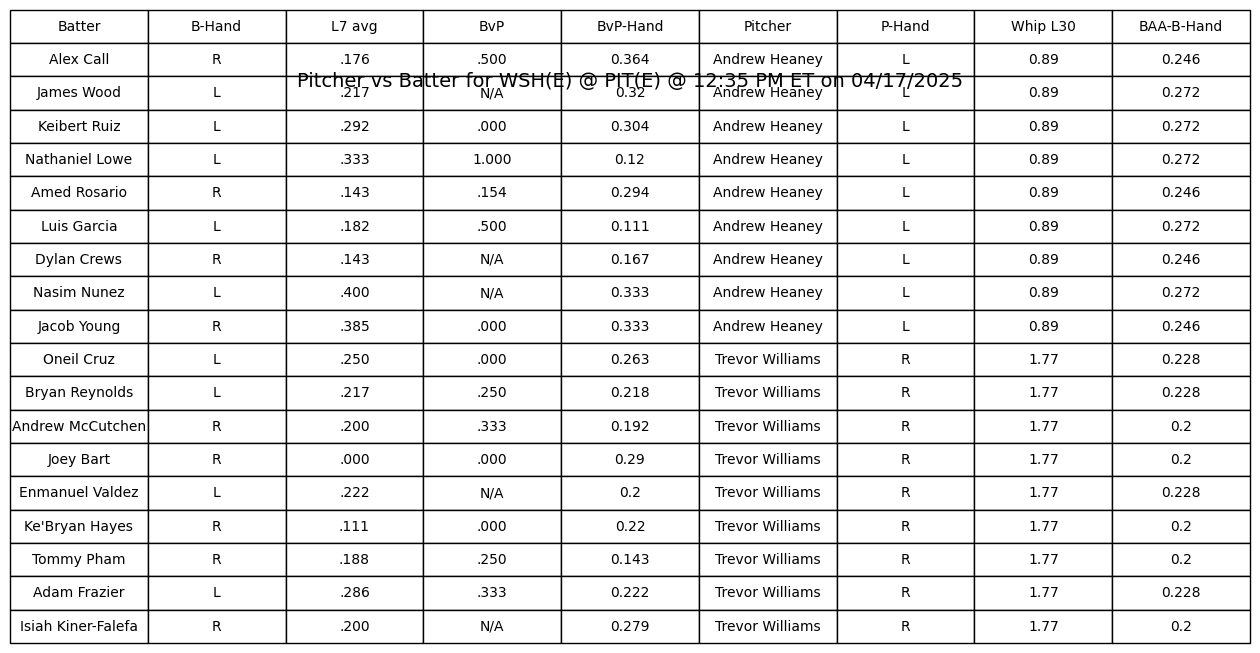 Batter B-Hand L7 avg BvP BvP-Hand Pitcher P-Hand Whip L30 BAA-B-Hand
Alex Call R .176 .500 0.364 Andrew Heaney L 0.89 0.246
Pitcher vs Batter for WSH(E) @ PIT(E) @ 12:35 PM ET on 04/17/2025
James Wood L .217 N/A 0.32 Andrew Heaney L 0.89 0.272
Keibert Ruiz L .292 .000 0.304 Andrew Heaney L 0.89 0.272
Nathaniel Lowe L .333 1.000 0.12 Andrew Heaney L 0.89 0.272
Amed Rosario R .143 .154 0.294 Andrew Heaney L 0.89 0.246
Luis Garcia L .182 .500 0.111 Andrew Heaney L 0.89 0.272
Dylan Crews R .143 N/A 0.167 Andrew Heaney L 0.89 0.246
Nasim Nunez L .400 N/A 0.333 Andrew Heaney L 0.89 0.272
Jacob Young R .385 .000 0.333 Andrew Heaney L 0.89 0.246
Oneil Cruz L .250 .000 0.263 Trevor Williams R 1.77 0.228
Bryan Reynolds L .217 .250 0.218 Trevor Williams R 1.77 0.228
Andrew McCutchen R .200 .333 0.192 Trevor Williams R 1.77 0.2
Joey Bart R .000 .000 0.29 Trevor Williams R 1.77 0.2
Enmanuel Valdez L .222 N/A 0.2 Trevor Williams R 1.77 0.228
Ke'Bryan Hayes R .111 .000 0.22 Trevor Williams R 1.77 0.2
Tommy Pham R .188 .250 0.143 Trevor Williams R 1.77 0.2
Adam Frazier L .286 .333 0.222 Trevor Williams R 1.77 0.228
Isiah Kiner-Falefa R .200 N/A 0.279 Trevor Williams R 1.77 0.2